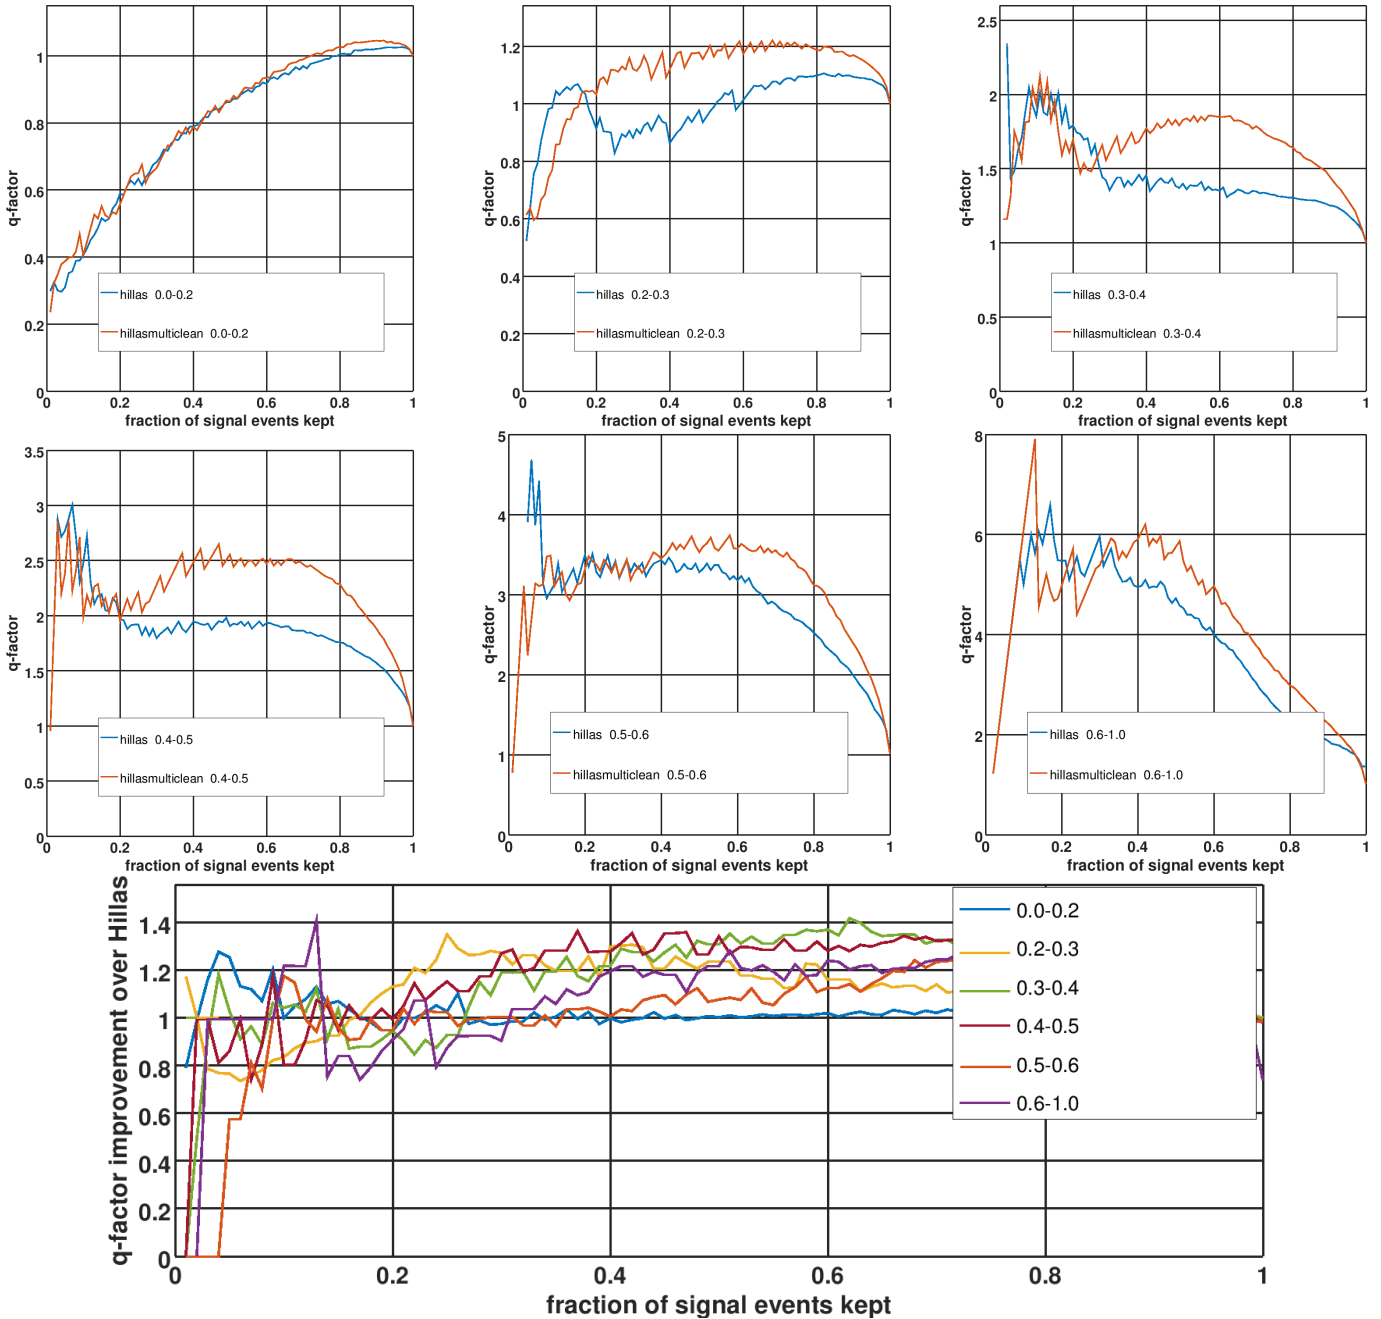 q-factor
1
0.8
0.6
0.4
0.2
0
0 0.2 0.4 0.6 0.8 1
fraction of signal events kept
hillas 0.0-0.2
hillasmulticlean 0.0-0.2
q-factor
1.2
1
0.8
0.6
0.4
0.2
0
0 0.2 0.4 0.6 0.8 1
fraction of signal events kept
hillas 0.2-0.3
hillasmulticlean 0.2-0.3
q-factor
2.5
2
1.5
1
0.5
0
0 0.2 0.4 0.6 0.8 1
fraction of signal events kept
hillas 0.3-0.4
hillasmulticlean 0.3-0.4
q-factor
3.5
3
2.5
2
1.5
1
0.5
0
0 0.2 0.4 0.6 0.8 1
fraction of signal events kept
hillas 0.4-0.5
hillasmulticlean 0.4-0.5
q-factor
5
4
3
2
1
0
0 0.2 0.4 0.6 0.8 1
fraction of signal events kept
hillas 0.5-0.6
hillasmulticlean 0.5-0.6
q-factor
8
6
4
2
0
0 0.2 0.4 0.6 0.8 1
fraction of signal events kept
hillas 0.6-1.0
hillasmulticlean 0.6-1.0
q-factor improvement over Hillas
1.4
1.2
1
0.8
0.6
0.4
0.2
0
0 0.2 0.4 0.6 0.8 1
fraction of signal events kept
0.0-0.2
0.2-0.3
0.3-0.4
0.4-0.5
0.5-0.6
0.6-1.0